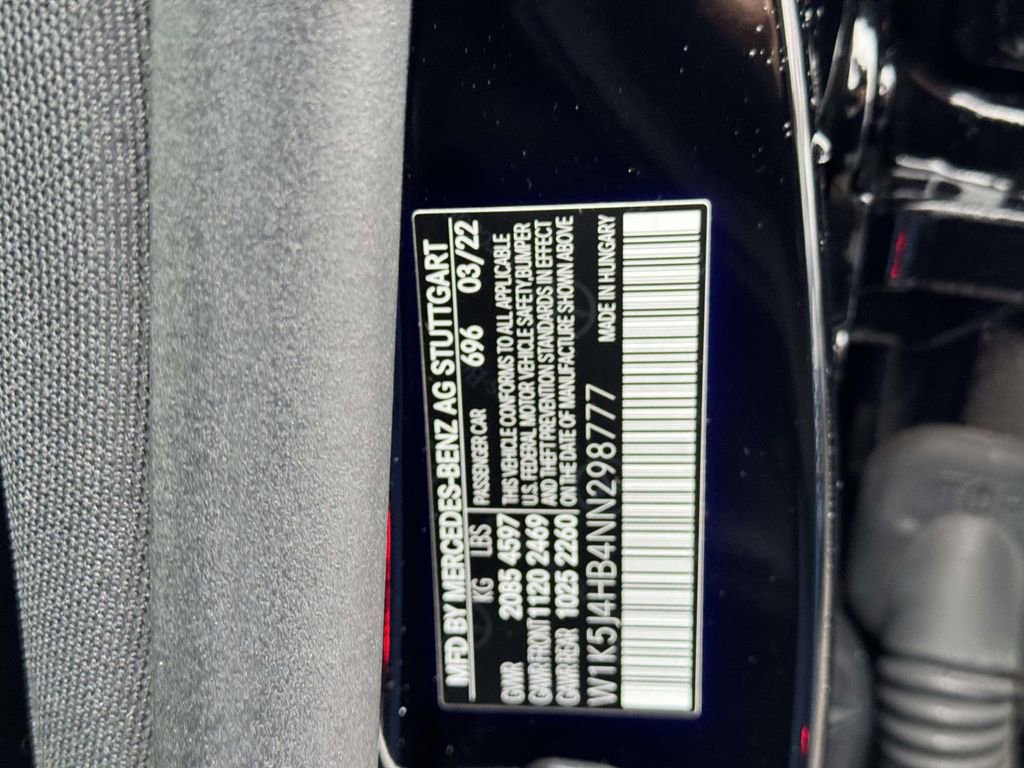 MFD BY MERCEDES-BENZ AG STUTTGART
KG LBS PASSENGER CAR 696 03/22
GVWR 2085 4597 THIS VEHICLE CONFORMS TO ALL APPLICABLE
GAWR FRONT 1120 2469 U.S. FEDERAL MOTOR VEHICLE SAFETY, BUMPER
GAWR REAR 1025 2260 AND THEFT PREVENTION STANDARDS IN EFFECT
ON THE DATE OF MANUFACTURE SHOWN ABOVE
W1K5J4HB4NN298777 MADE IN HUNGARY